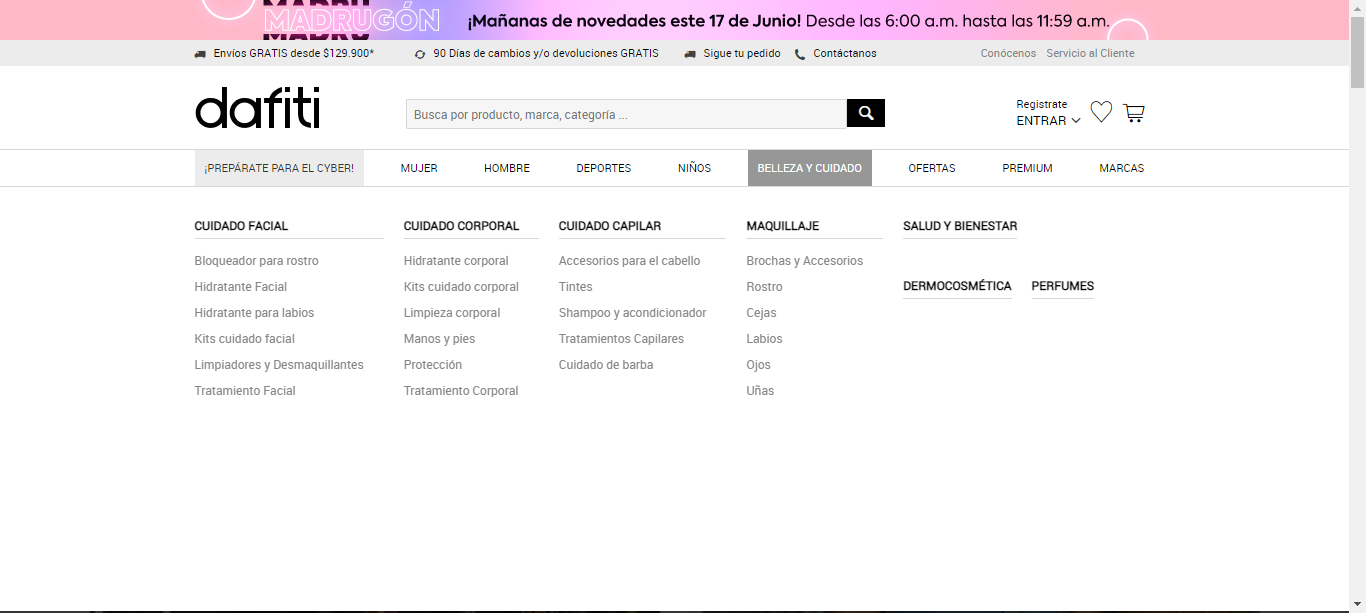 MADRU
MADRUGÓN
MADRU
¡Mañanas de novedades este 17 de Junio! Desde las 6:00 a.m. hasta las 11:59 a.m.
Envíos GRATIS desde $129.900*
90 Días de cambios y/o devoluciones GRATIS
Sigue tu pedido
Contáctanos
Conócenos
Servicio al Cliente
dafiti
Busca por producto, marca, categoría ...
Registrate
ENTRAR
¡PREPÁRATE PARA EL CYBER!
MUJER
HOMBRE
DEPORTES
NIÑOS
BELLEZA Y CUIDADO
OFERTAS
PREMIUM
MARCAS
CUIDADO FACIAL
Bloqueador para rostro
Hidratante Facial
Hidratante para labios
Kits cuidado facial
Limpiadores y Desmaquillantes
Tratamiento Facial
CUIDADO CORPORAL
Hidratante corporal
Kits cuidado corporal
Limpieza corporal
Manos y pies
Protección
Tratamiento Corporal
CUIDADO CAPILAR
Accesorios para el cabello
Tintes
Shampoo y acondicionador
Tratamientos Capilares
Cuidado de barba
MAQUILLAJE
Brochas y Accesorios
Rostro
Cejas
Labios
Ojos
Uñas
SALUD Y BIENESTAR
DERMOCOSMÉTICA
PERFUMES